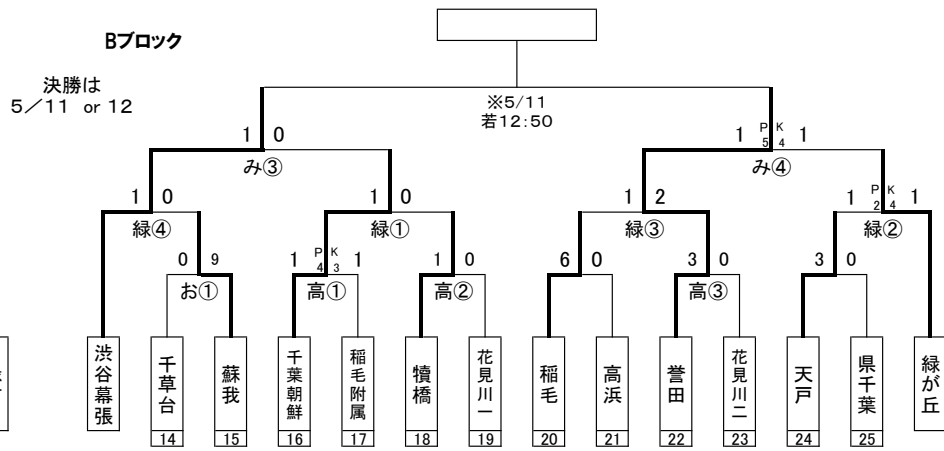 Bブロック
決勝は
5/11 or 12
※5/11
若12:50
1 0
み③
1 PK 5 4 1
み④
1 0
緑④
1 0
緑①
1 2
緑③
1 PK 2 4 1
緑②
0 9
お①
1 PK 4 3 1
高①
1 0
高②
6 0
3 0
高③
3 0
渋谷幕張
千草台
14
蘇我
15
千葉朝鮮
16
稲毛附属
17
犢橋
18
花見川一
19
稲毛
20
高浜
21
誉田
22
花見川二
23
天戸
24
県千葉
25
緑が丘